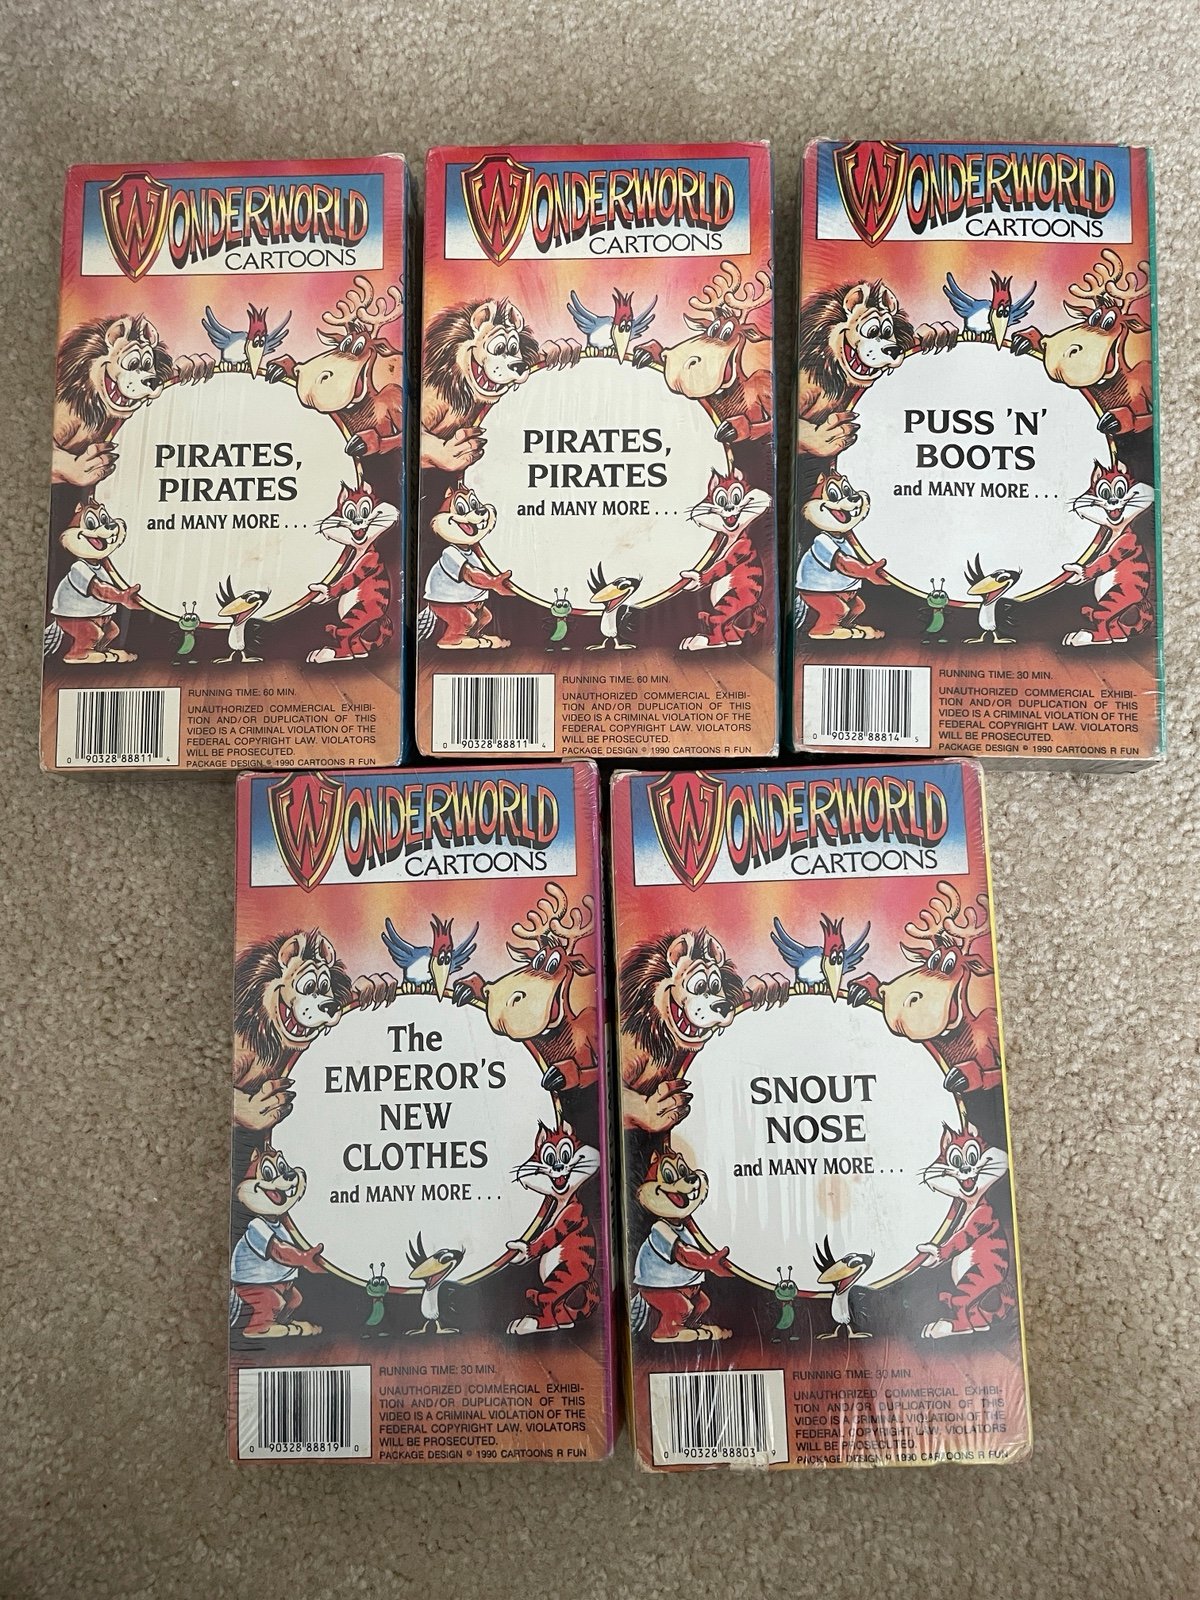 WONDERWORLD
CARTOONS
PIRATES,
PIRATES
and MANY MORE...
RUNNING TIME: 60 MIN.
UNAUTHORIZED COMMERCIAL EXHIBI-
TION AND/OR DUPLICATION OF THIS
VIDEO IS A CRIMINAL VIOLATION OF THE
FEDERAL COPYRIGHT LAW. VIOLATORS
WILL BE PROSECUTED.
PACKAGE DESIGN © 1990 CARTOONS R FUN
0 90328 88811 4
WONDERWORLD
CARTOONS
PIRATES,
PIRATES
and MANY MORE...
RUNNING TIME: 60 MIN.
UNAUTHORIZED COMMERCIAL EXHIBI-
TION AND/OR DUPLICATION OF THIS
VIDEO IS A CRIMINAL VIOLATION OF THE
FEDERAL COPYRIGHT LAW. VIOLATORS
WILL BE PROSECUTED.
PACKAGE DESIGN © 1990 CARTOONS R FUN
0 90328 88811 4
WONDERWORLD
CARTOONS
PUSS 'N'
BOOTS
and MANY MORE...
RUNNING TIME: 30 MIN.
UNAUTHORIZED COMMERCIAL EXHIBI-
TION AND/OR DUPLICATION OF THIS
VIDEO IS A CRIMINAL VIOLATION OF THE
FEDERAL COPYRIGHT LAW. VIOLATORS
WILL BE PROSECUTED.
PACKAGE DESIGN © 1990 CARTOONS R FUN
0 90328 88814 5
WONDERWORLD
CARTOONS
The
EMPEROR'S
NEW
CLOTHES
and MANY MORE...
RUNNING TIME: 30 MIN.
UNAUTHORIZED COMMERCIAL EXHIBI-
TION AND/OR DUPLICATION OF THIS
VIDEO IS A CRIMINAL VIOLATION OF THE
FEDERAL COPYRIGHT LAW. VIOLATORS
WILL BE PROSECUTED.
PACKAGE DESIGN © 1990 CARTOONS R FUN
0 90328 88819 0
WONDERWORLD
CARTOONS
SNOUT
NOSE
and MANY MORE...
RUNNING TIME: 30 MIN.
UNAUTHORIZED COMMERCIAL EXHIBI-
TION AND/OR DUPLICATION OF THIS
VIDEO IS A CRIMINAL VIOLATION OF THE
FEDERAL COPYRIGHT LAW. VIOLATORS
WILL BE PROSECUTED.
PACKAGE DESIGN © 1990 CARTOONS R FUN
0 90328 88803 9